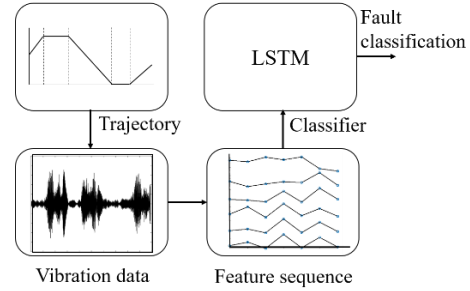 Fault
classification
LSTM
Trajectory
Classifier
Vibration data
Feature sequence